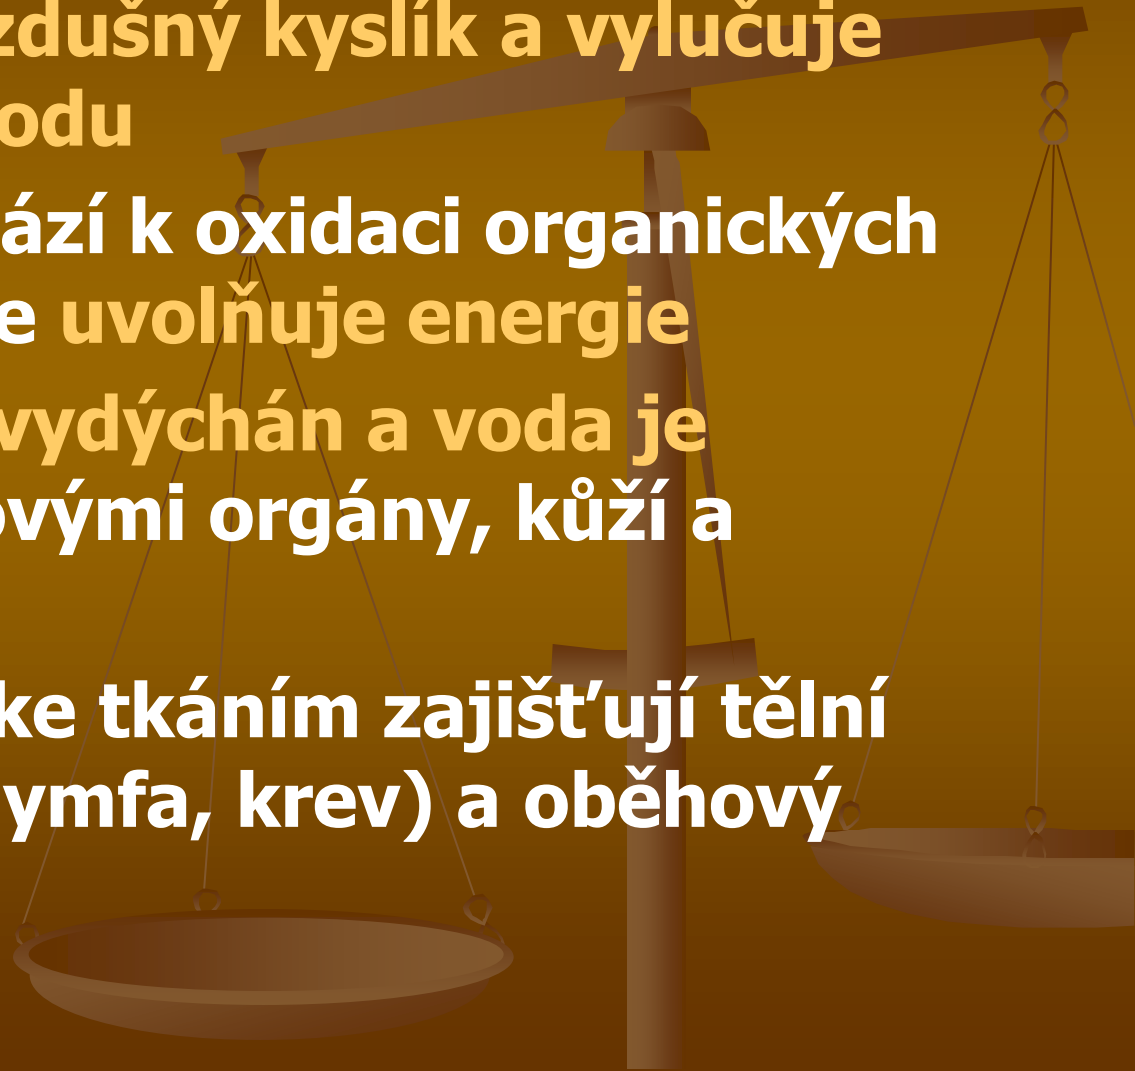 zdušný kyslík a vylučuje
odu
ází k oxidaci organických
e uvolňuje energie
vydýchán a voda je
ovými orgány, kůží a
ke tkáním zajišťují tělní
ymfa, krev) a oběhový